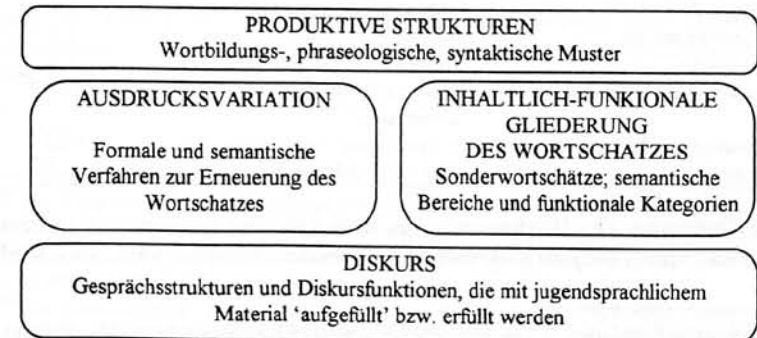 PRODUKTIVE STRUKTUREN
Wortbildungs-, phraseologische, syntaktische Muster
AUSDRUCKSVARIATION
Formale und semantische
Verfahren zur Erneuerung des
Wortschatzes
INHALTLICH-FUNKIONALE
GLIEDERUNG
DES WORTSCHATZES
Sonderwortschätze; semantische
Bereiche und funktionale Kategorien
DISKURS
Gesprächsstrukturen und Diskursfunktionen, die mit jugendsprachlichem
Material ‘aufgefüllt’ bzw. erfüllt werden